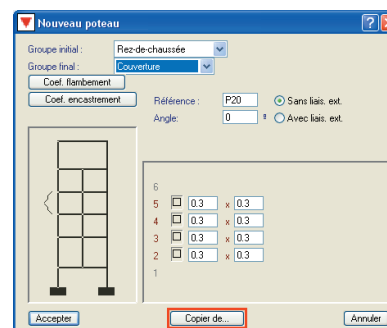 Nouveau poteau
Groupe initial : Rez-de-chaussée
Groupe final : Couverture
Coef. flambement
Coef. encastrement
Référence : P20 Sans liais. ext.
Angle: 0 ° Avec liais. ext.
6
5 0.3 x 0.3
4 0.3 x 0.3
3 0.3 x 0.3
2 0.3 x 0.3
1
Accepter Copier de... Annuler